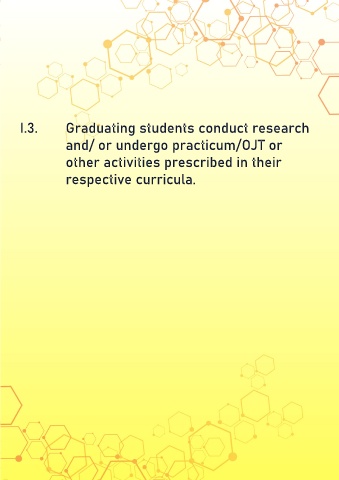 I.3. Graduating students conduct research
and/ or undergo practicum/OJT or
other activities prescribed in their
respective curricula.